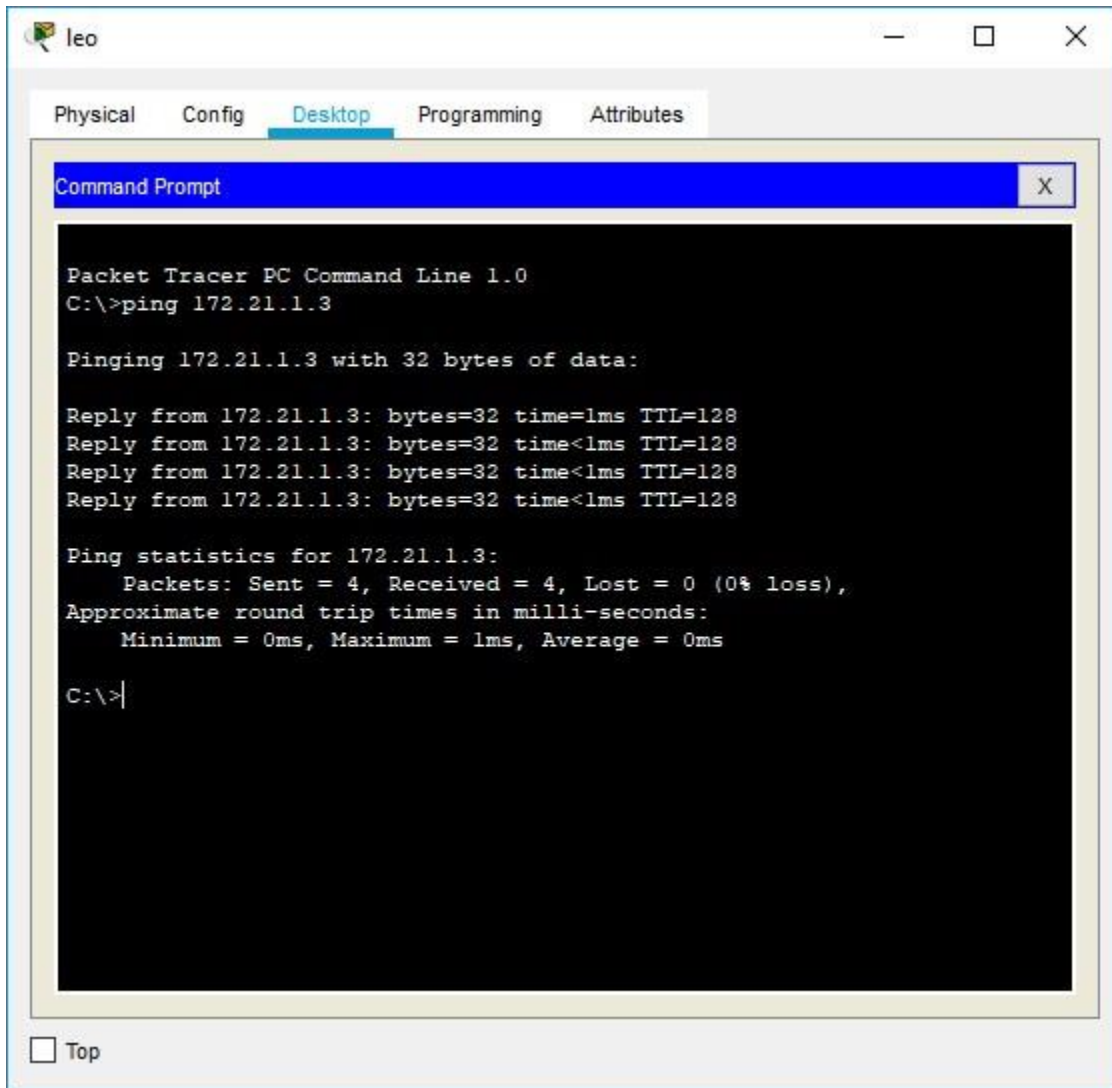 leo
Physical Config Desktop Programming Attributes
Command Prompt X
Packet Tracer PC Command Line 1.0
C:\>ping 172.21.1.3
Pinging 172.21.1.3 with 32 bytes of data:
Reply from 172.21.1.3: bytes=32 time=1ms TTL=128
Reply from 172.21.1.3: bytes=32 time<1ms TTL=128
Reply from 172.21.1.3: bytes=32 time<1ms TTL=128
Reply from 172.21.1.3: bytes=32 time<1ms TTL=128
Ping statistics for 172.21.1.3:
Packets: Sent = 4, Received = 4, Lost = 0 (0% loss),
Approximate round trip times in milli-seconds:
Minimum = 0ms, Maximum = 1ms, Average = 0ms
C:\>
Top